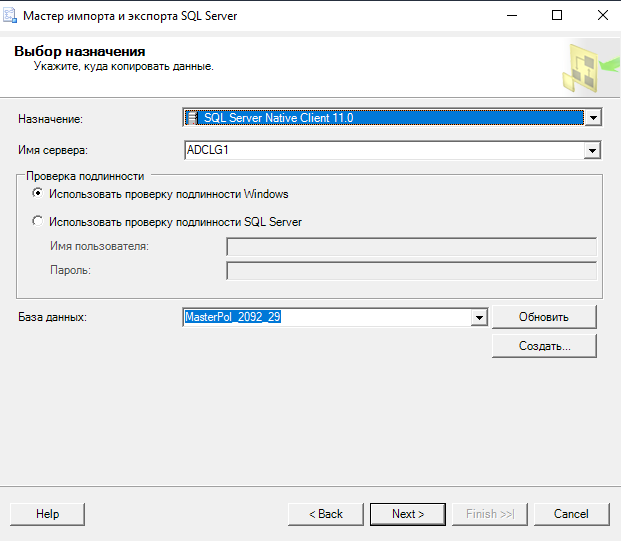 Мастер импорта и экспорта SQL Server
Выбор назначения
Укажите, куда копировать данные.
Назначение: SQL Server Native Client 11.0
Имя сервера: ADCLG1
Проверка подлинности
Использовать проверку подлинности Windows
Использовать проверку подлинности SQL Server
Имя пользователя:
Пароль:
База данных: MasterPol_2092_29 Обновить
Создать...
Help < Back Next > Finish >>| Cancel